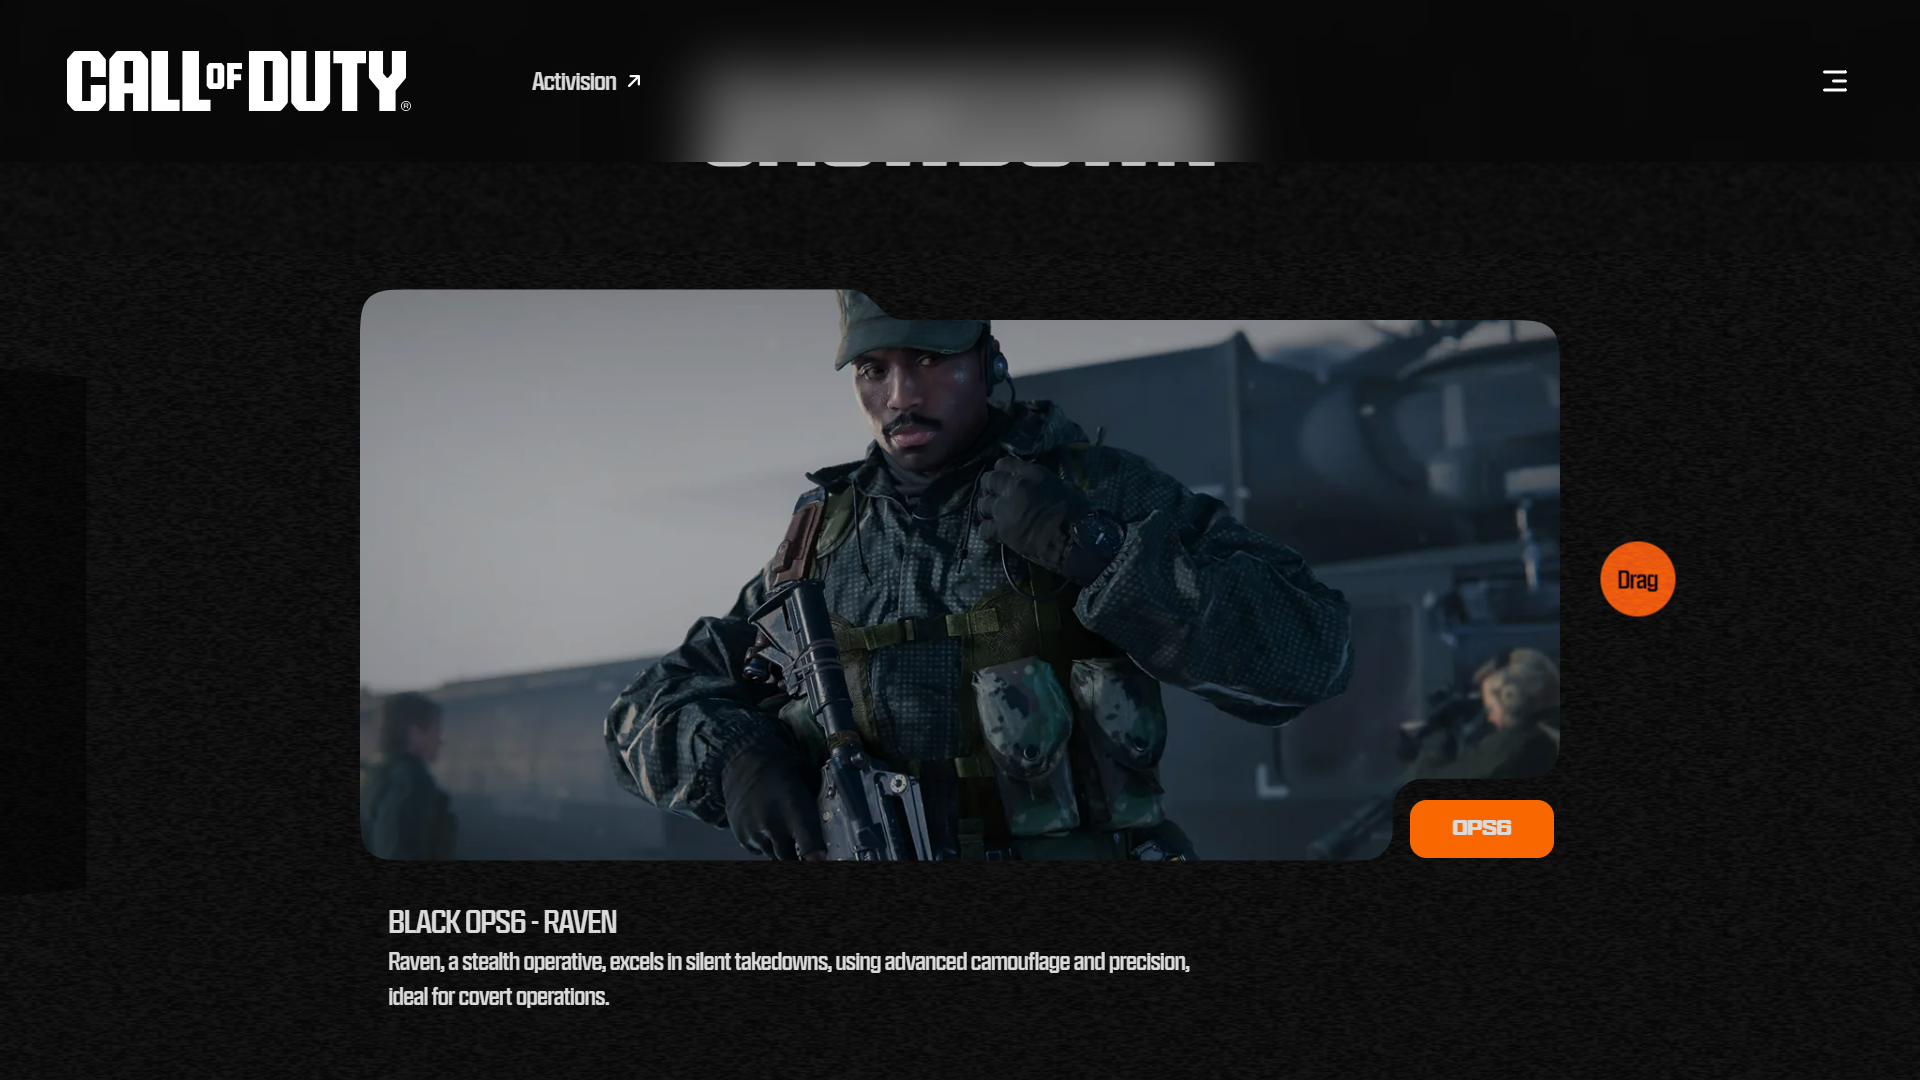 CALL OF DUTY®
Activision
Drag
OPS6
BLACK OPS6 - RAVEN
Raven, a stealth operative, excels in silent takedowns, using advanced camouflage and precision,
ideal for covert operations.